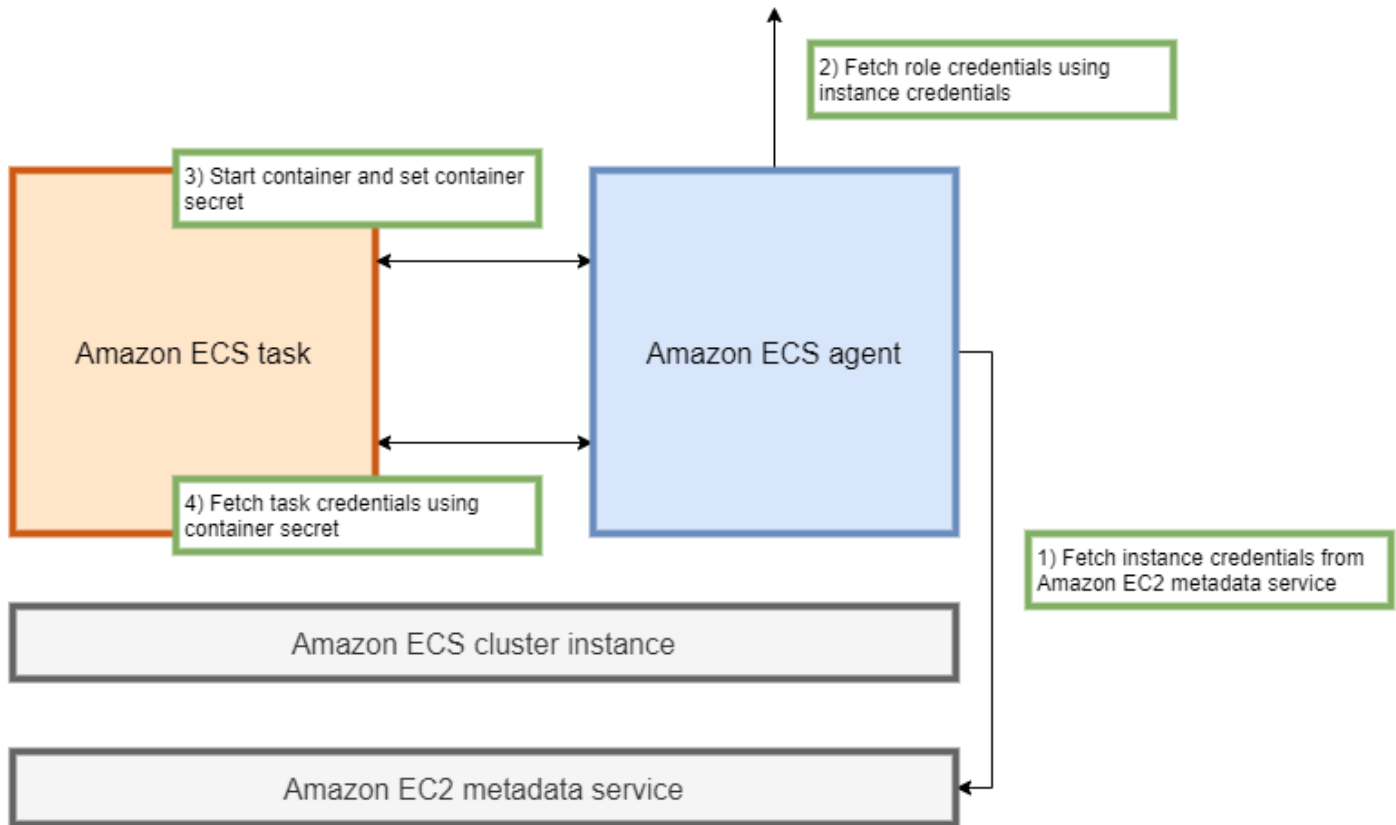 2) Fetch role credentials using
instance credentials
3) Start container and set container
secret
Amazon ECS task
Amazon ECS agent
4) Fetch task credentials using
container secret
1) Fetch instance credentials from
Amazon EC2 metadata service
Amazon ECS cluster instance
Amazon EC2 metadata service